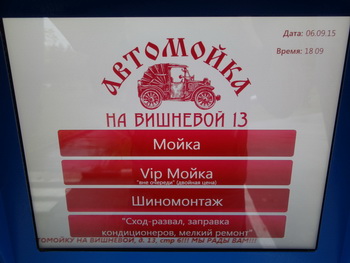 Дата: 06.09.15
Время: 18 09
АВТОМОЙКА
НА ВИШНЕВОЙ 13
Мойка
Vip Мойка
"вне очереди" (двойная цена)
Шиномонтаж
"Сход-развал, заправка
кондиционеров, мелкий ремонт"
ТОМОЙКУ НА ВИШНЕВОЙ, д. 13, стр 6!!! МЫ РАДЫ ВАМ!!!